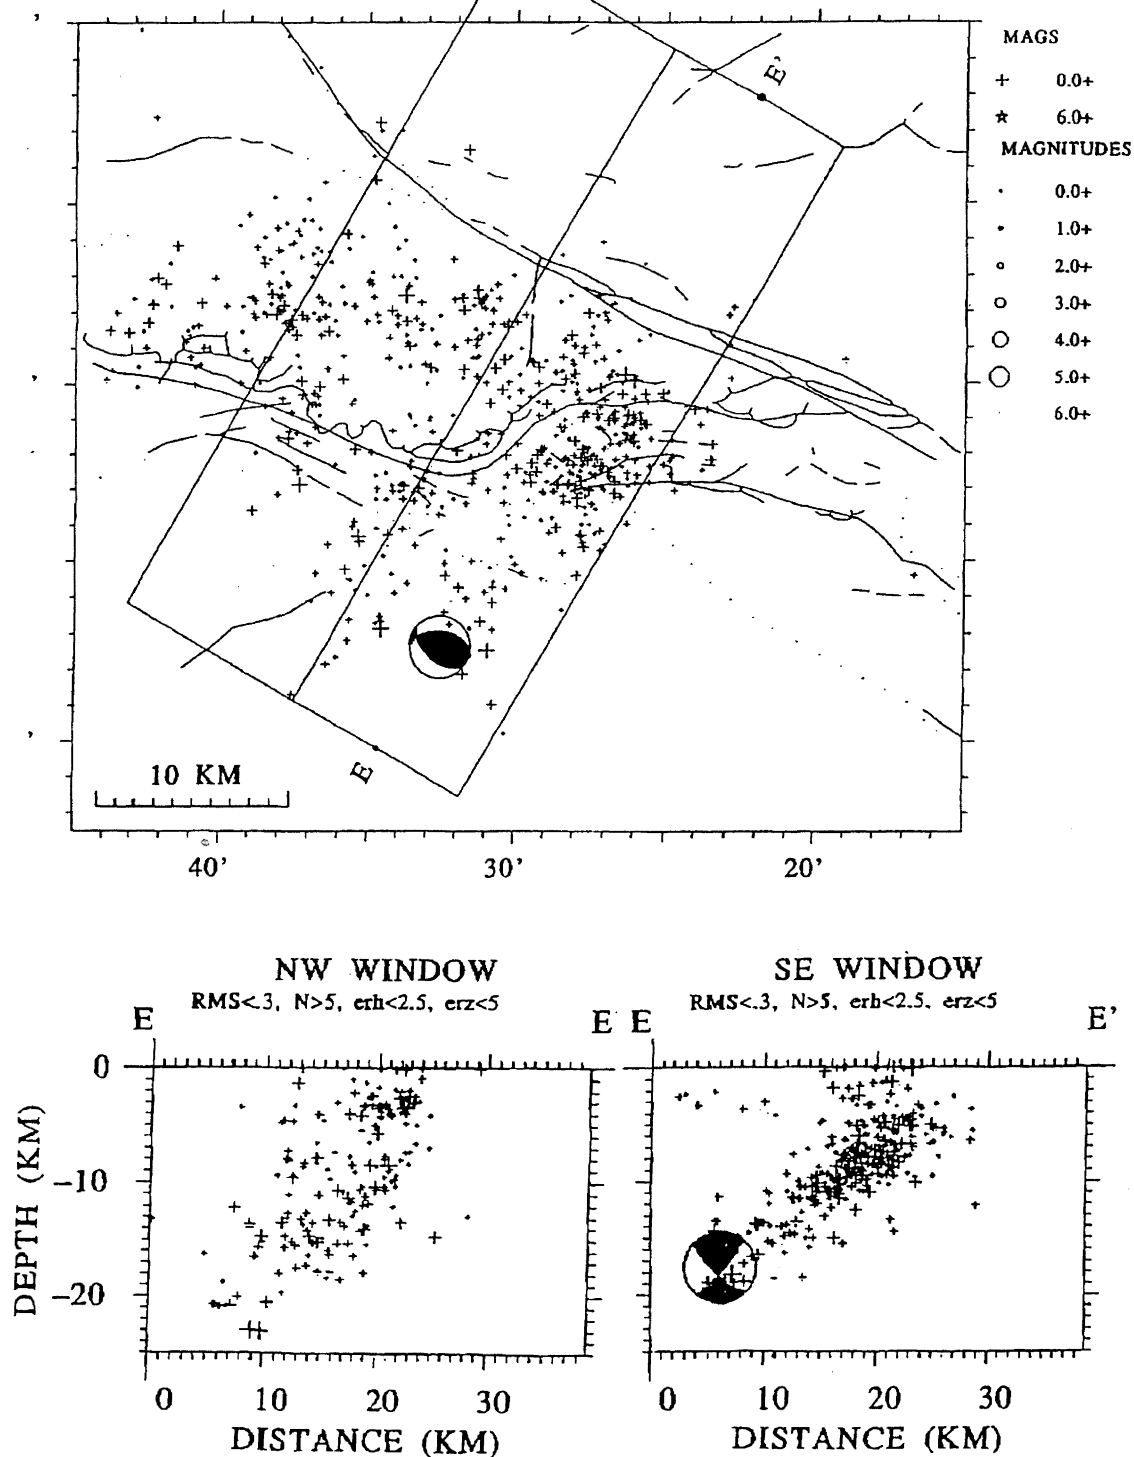 MAGS
+ 0.0+
☆ 6.0+
MAGNITUDES
0.0+
1.0+
2.0+
3.0+
4.0+
5.0+
6.0+
E'
E
10 KM
40' 30' 20'
NW WINDOW
RMS<.3, N>5, erh<2.5, erz<5
E E'
0
-10
-20
DEPTH (KM)
0 10 20 30
DISTANCE (KM)
SE WINDOW
RMS<.3, N>5, erh<2.5, erz<5
E E'
0 10 20 30
DISTANCE (KM)